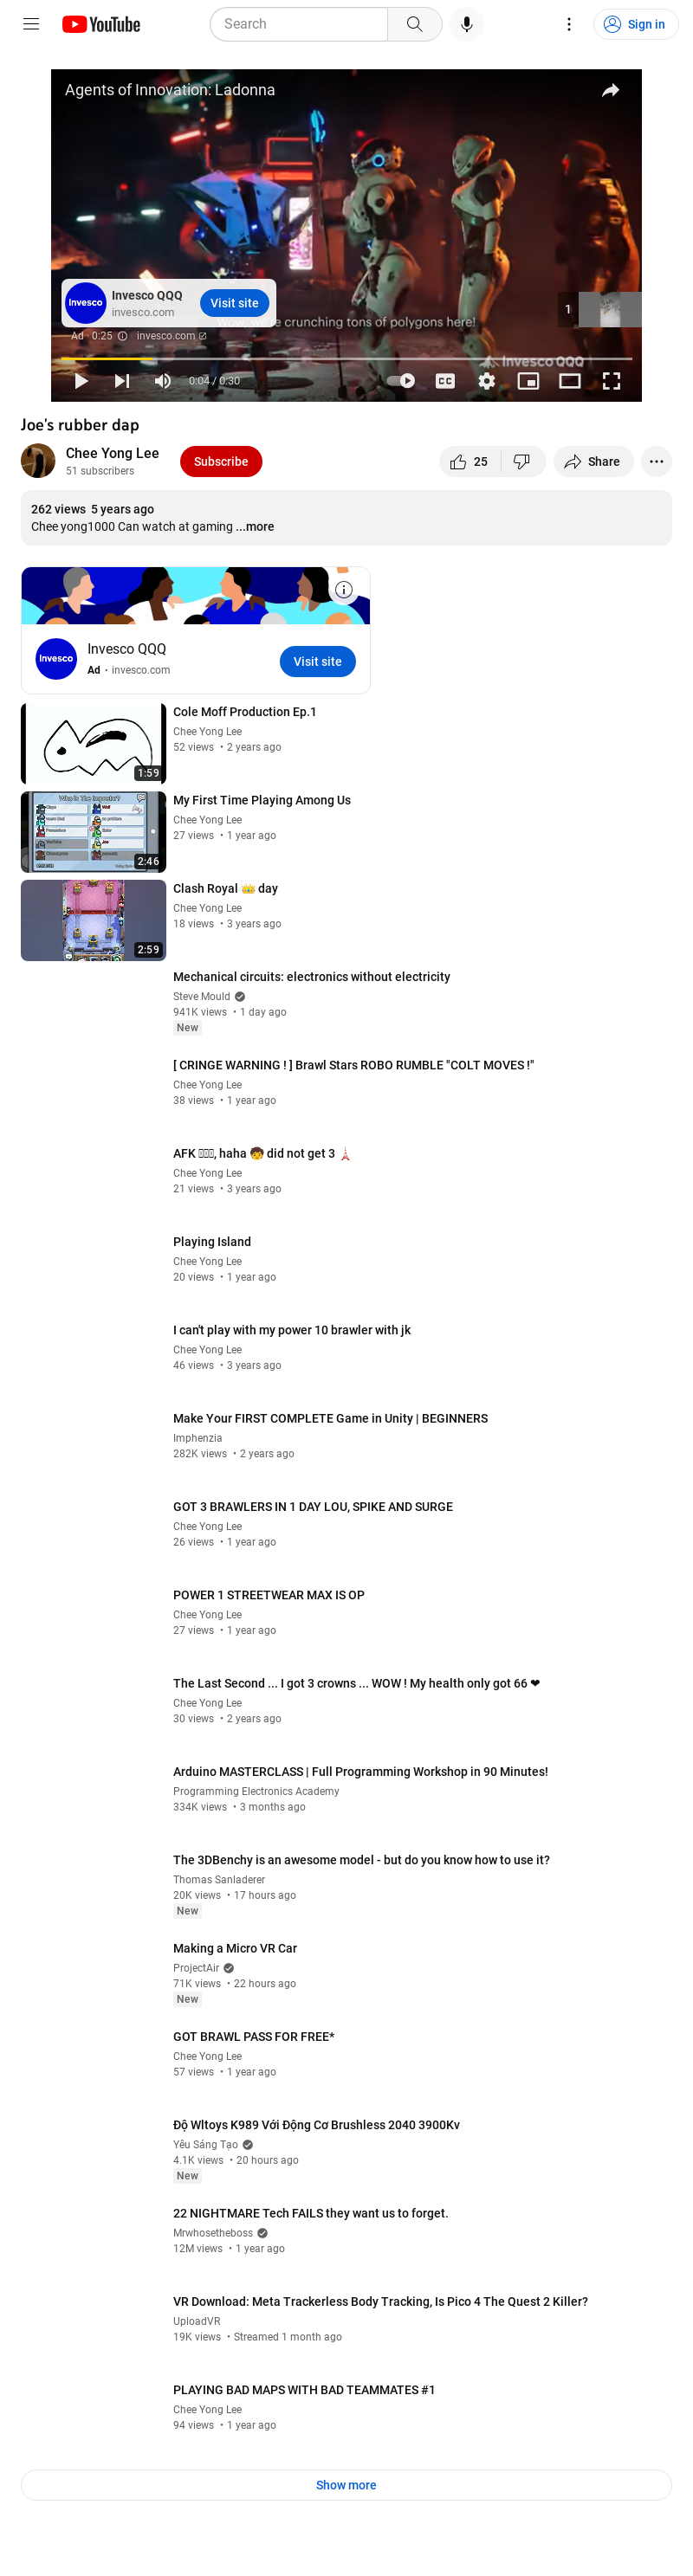 YouTube
Search
Sign in
Agents of Innovation: Ladonna
Invesco
Invesco QQQ
invesco.com
Visit site
crunching tons of polygons here!
1
Ad · 0:25 invesco.com
Invesco QQQ
0:04 / 0:30
CC
Joe's rubber dap
Chee Yong Lee
51 subscribers
Subscribe
25
Share
262 views 5 years ago
Chee yong1000 Can watch at gaming ...more
Invesco
Invesco QQQ
Ad · invesco.com
Visit site
1:59
Cole Moff Production Ep.1
Chee Yong Lee
52 views · 2 years ago
Who Is The Impostor?
2:46
My First Time Playing Among Us
Chee Yong Lee
27 views · 1 year ago
2:59
Clash Royal 👑 day
Chee Yong Lee
18 views · 3 years ago
Mechanical circuits: electronics without electricity
Steve Mould
941K views · 1 day ago
New
[ CRINGE WARNING ! ] Brawl Stars ROBO RUMBLE "COLT MOVES !"
Chee Yong Lee
38 views · 1 year ago
AFK , haha 🧒 did not get 3 🗼
Chee Yong Lee
21 views · 3 years ago
Playing Island
Chee Yong Lee
20 views · 1 year ago
I can't play with my power 10 brawler with jk
Chee Yong Lee
46 views · 3 years ago
Make Your FIRST COMPLETE Game in Unity | BEGINNERS
Imphenzia
282K views · 2 years ago
GOT 3 BRAWLERS IN 1 DAY LOU, SPIKE AND SURGE
Chee Yong Lee
26 views · 1 year ago
POWER 1 STREETWEAR MAX IS OP
Chee Yong Lee
27 views · 1 year ago
The Last Second ... I got 3 crowns ... WOW ! My health only got 66 ❤
Chee Yong Lee
30 views · 2 years ago
Arduino MASTERCLASS | Full Programming Workshop in 90 Minutes!
Programming Electronics Academy
334K views · 3 months ago
The 3DBenchy is an awesome model - but do you know how to use it?
Thomas Sanladerer
20K views · 17 hours ago
New
Making a Micro VR Car
ProjectAir
71K views · 22 hours ago
New
GOT BRAWL PASS FOR FREE*
Chee Yong Lee
57 views · 1 year ago
Độ Wltoys K989 Với Động Cơ Brushless 2040 3900Kv
Yêu Sáng Tạo
4.1K views · 20 hours ago
New
22 NIGHTMARE Tech FAILS they want us to forget.
Mrwhosetheboss
12M views · 1 year ago
VR Download: Meta Trackerless Body Tracking, Is Pico 4 The Quest 2 Killer?
UploadVR
19K views · Streamed 1 month ago
PLAYING BAD MAPS WITH BAD TEAMMATES #1
Chee Yong Lee
94 views · 1 year ago
Show more